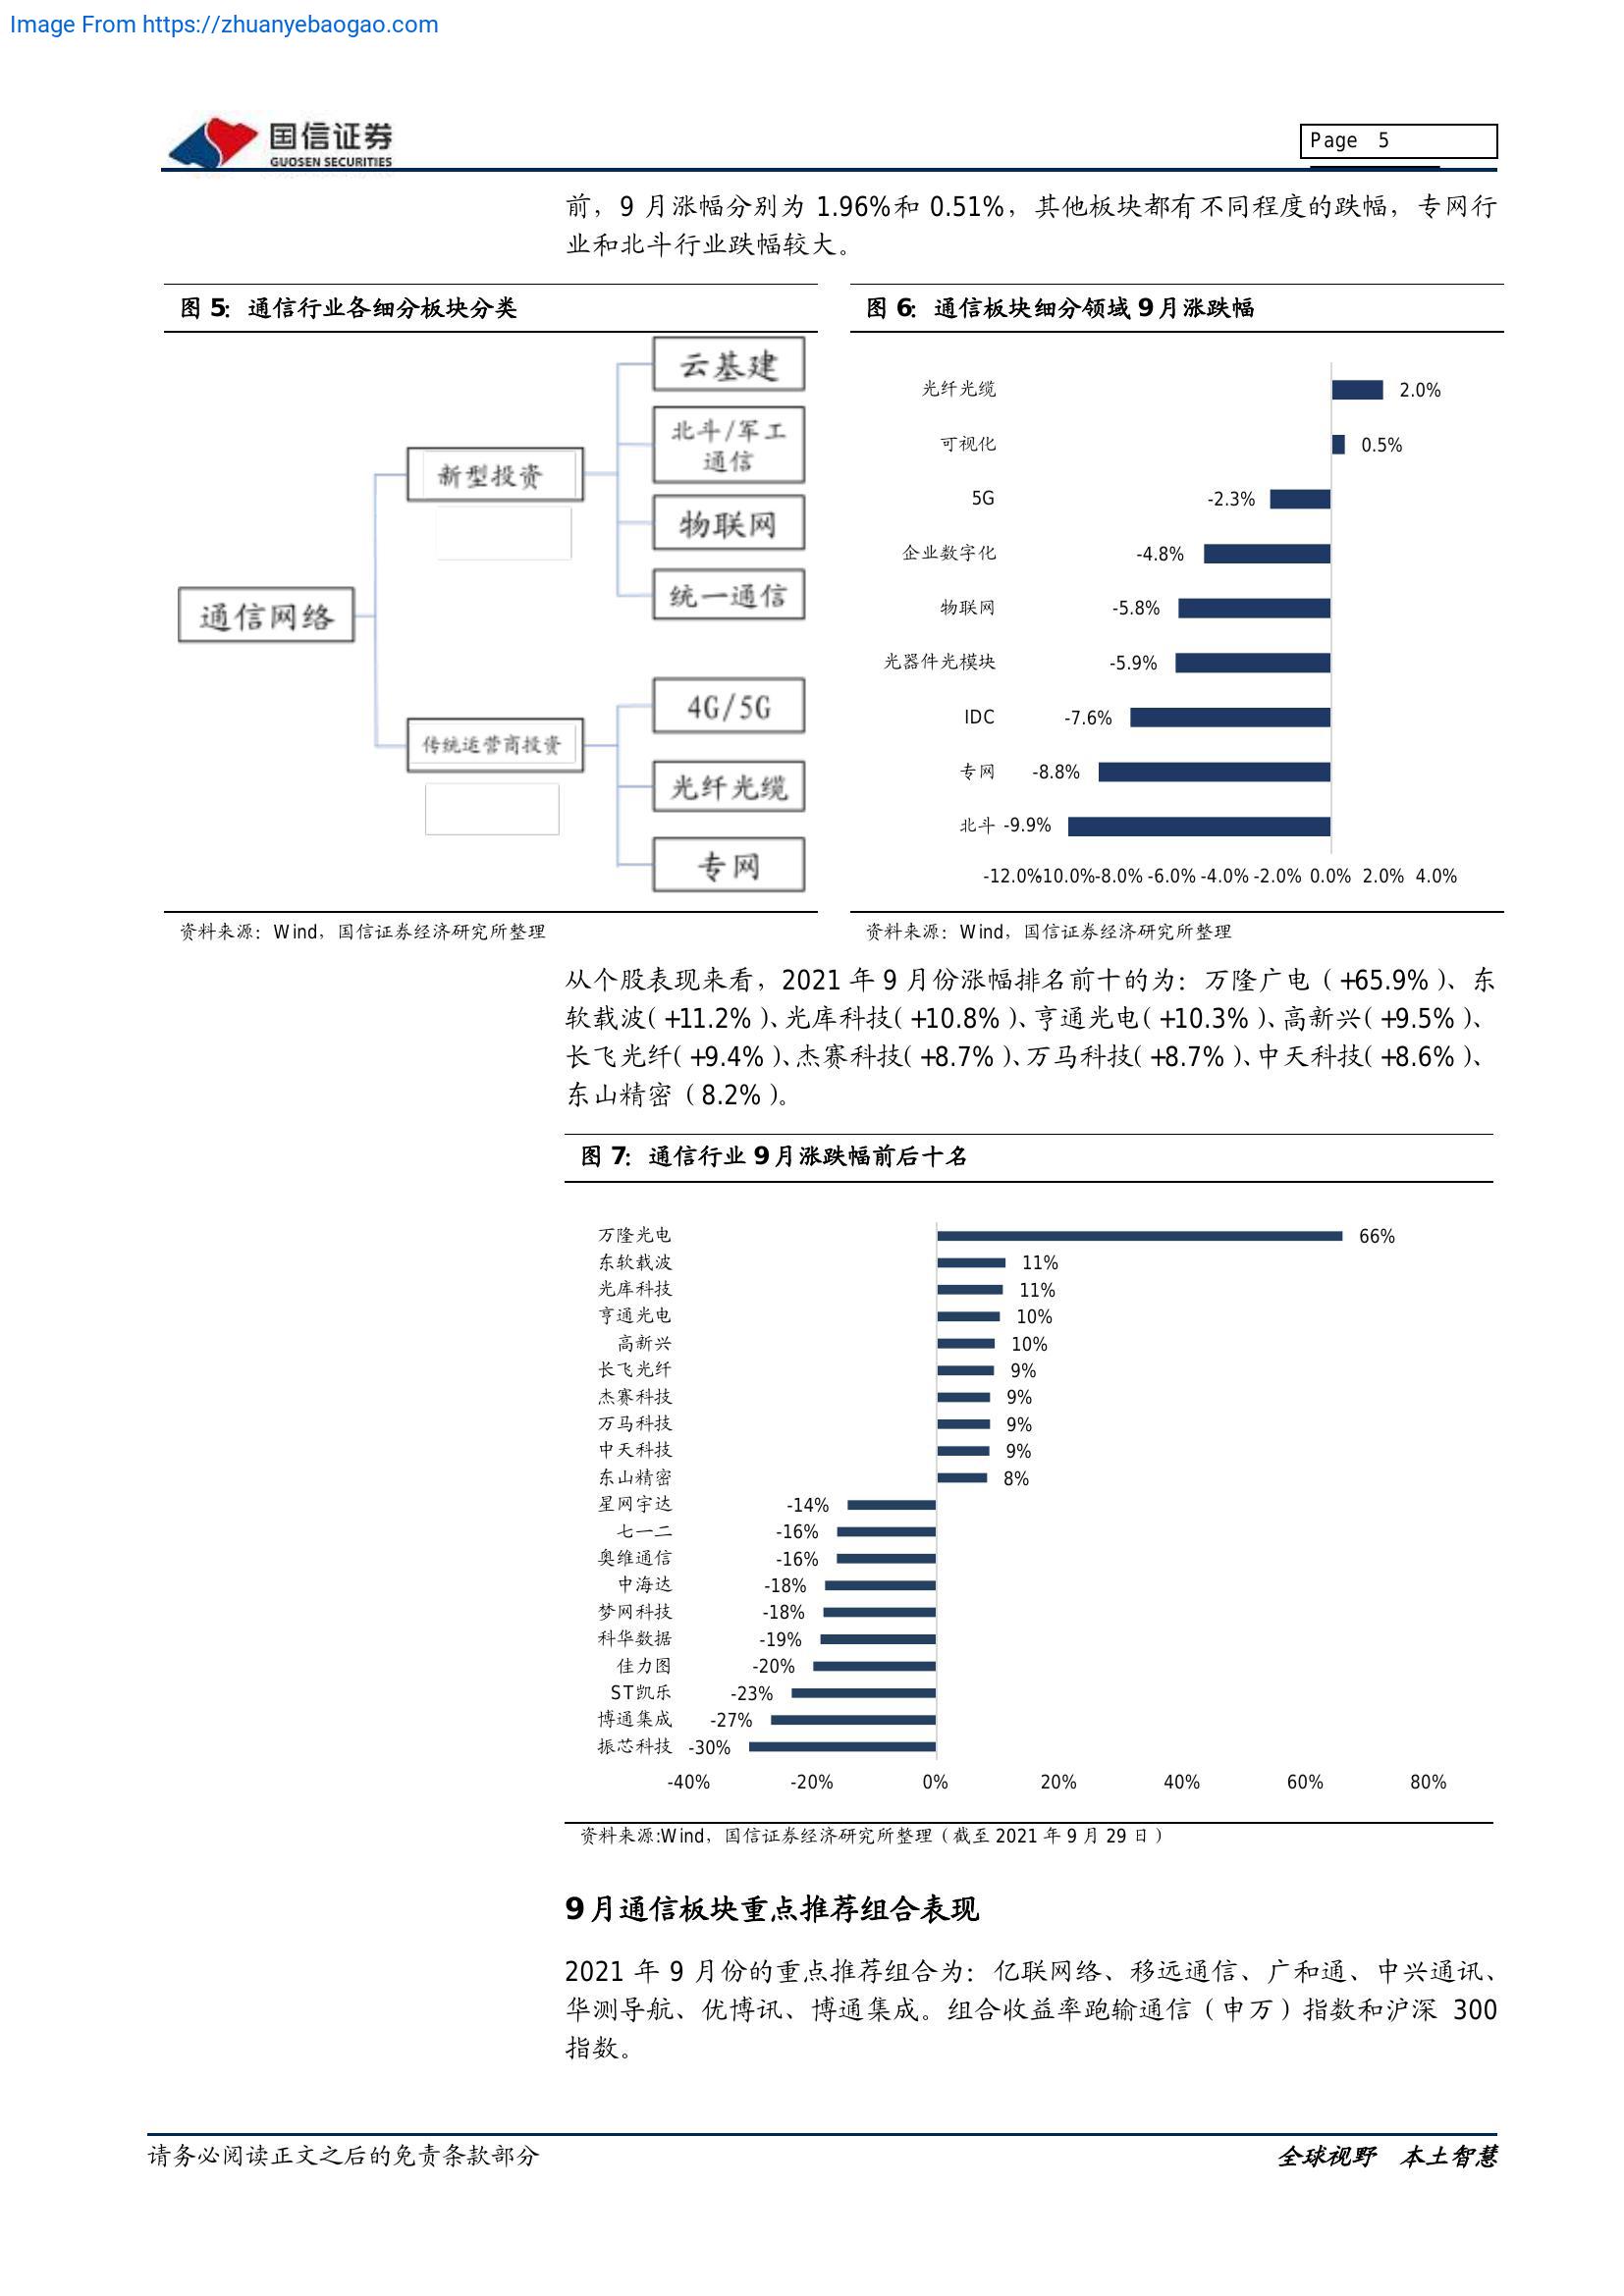 Image From https://zhuanyebaogao.com
国信证券
GUOSEN SECURITIES
Page 5
前，9 月涨幅分别为 1.96%和 0.51%，其他板块都有不同程度的跌幅，专网行
业和北斗行业跌幅较大。
图 5：通信行业各细分板块分类
云基建
北斗/军工
通信
新型投资
物联网
统一通信
通信网络
4G/5G
传统运营商投资
光纤光缆
专网
资料来源：Wind，国信证券经济研究所整理
图 6：通信板块细分领域 9 月涨跌幅
光纤光缆 2.0%
可视化 0.5%
5G -2.3%
企业数字化 -4.8%
物联网 -5.8%
光器件光模块 -5.9%
IDC -7.6%
专网 -8.8%
北斗 -9.9%
-12.0%-10.0%-8.0% -6.0% -4.0% -2.0% 0.0% 2.0% 4.0%
资料来源：Wind，国信证券经济研究所整理
从个股表现来看，2021 年 9 月份涨幅排名前十的为：万隆广电（+65.9%）、东
软载波（+11.2%）、光库科技（+10.8%）、亨通光电（+10.3%）、高新兴（+9.5%）、
长飞光纤（+9.4%）、杰赛科技（+8.7%）、万马科技（+8.7%）、中天科技（+8.6%）、
东山精密（8.2%）。
图 7：通信行业 9 月涨跌幅前后十名
万隆光电 66%
东软载波 11%
光库科技 11%
亨通光电 10%
高新兴 10%
长飞光纤 9%
杰赛科技 9%
万马科技 9%
中天科技 9%
东山精密 8%
星网宇达 -14%
七一二 -16%
奥维通信 -16%
中海达 -18%
梦网科技 -18%
科华数据 -19%
佳力图 -20%
ST凯乐 -23%
博通集成 -27%
振芯科技 -30%
-40% -20% 0% 20% 40% 60% 80%
资料来源:Wind，国信证券经济研究所整理（截至 2021 年 9 月 29 日）
9 月通信板块重点推荐组合表现
2021 年 9 月份的重点推荐组合为：亿联网络、移远通信、广和通、中兴通讯、
华测导航、优博讯、博通集成。组合收益率跑输通信（申万）指数和沪深 300
指数。
请务必阅读正文之后的免责条款部分
全球视野 本土智慧